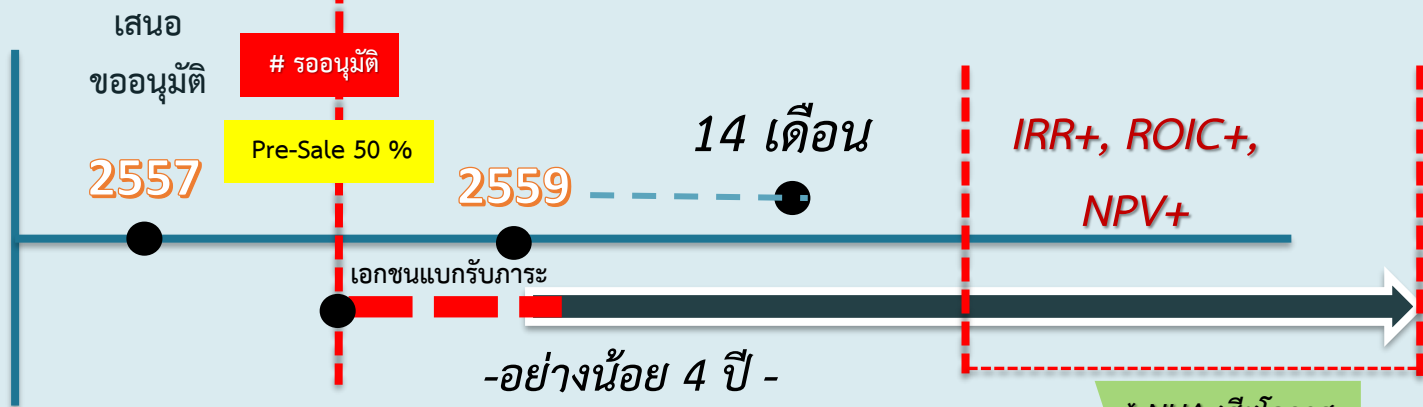 เสนอ
ขออนุมัติ
# รออนุมัติ
Pre-Sale 50 %
2557
2559
14 เดือน
IRR+, ROIC+,
NPV+
เอกชนแบกรับภาระ
-อย่างน้อย 4 ปี -